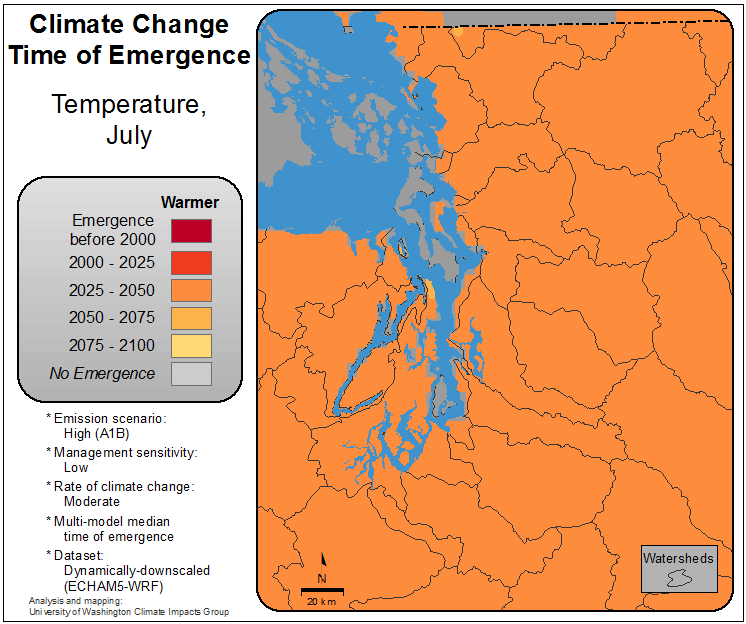 Climate Change
Time of Emergence
Temperature,
July
Warmer
Emergence
before 2000
2000 - 2025
2025 - 2050
2050 - 2075
2075 - 2100
No Emergence
* Emission scenario:
High (A1B)
* Management sensitivity:
Low
* Rate of climate change:
Moderate
* Multi-model median
time of emergence
* Dataset:
Dynamically-downscaled
(ECHAM5-WRF)
Analysis and mapping:
University of Washington Climate Impacts Group
N
20 km
Watersheds